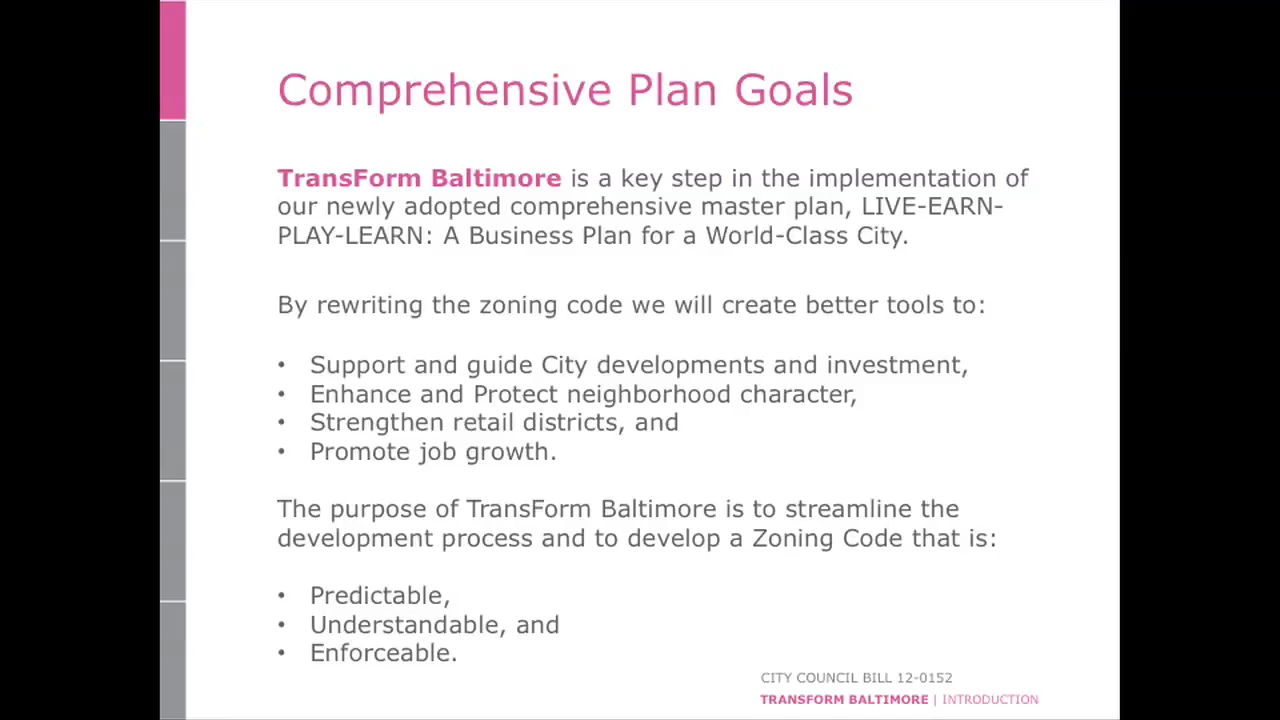 Comprehensive Plan Goals
TransForm Baltimore is a key step in the implementation of
our newly adopted comprehensive master plan, LIVE-EARN-
PLAY-LEARN: A Business Plan for a World-Class City.
By rewriting the zoning code we will create better tools to:
• Support and guide City developments and investment,
• Enhance and Protect neighborhood character,
• Strengthen retail districts, and
• Promote job growth.
The purpose of TransForm Baltimore is to streamline the
development process and to develop a Zoning Code that is:
• Predictable,
• Understandable, and
• Enforceable.
CITY COUNCIL BILL 12-0152
TRANSFORM BALTIMORE | INTRODUCTION